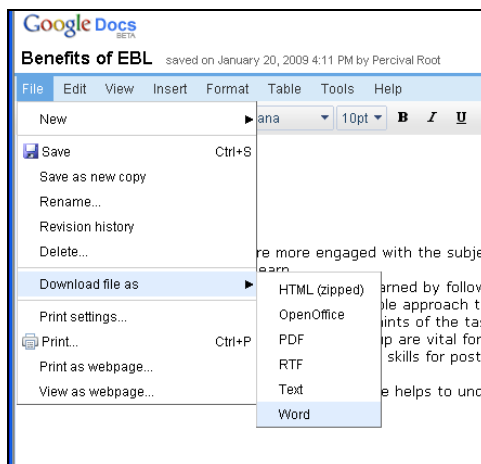 Google Docs
BETA
Benefits of EBL saved on January 20, 2009 4:11 PM by Percival Root
File Edit View Insert Format Table Tools Help
New ana 10pt B I U
Save Ctrl+S
Save as new copy
Rename...
Revision history
Delete... re more engaged with the subje
earn
Download file as
HTML (zipped) arned by follow
ble approach t
Print settings... OpenOffice ints of the tas
Print... Ctrl+P PDF up are vital for
Print as webpage... RTF skills for post
View as webpage... Text e helps to und
Word